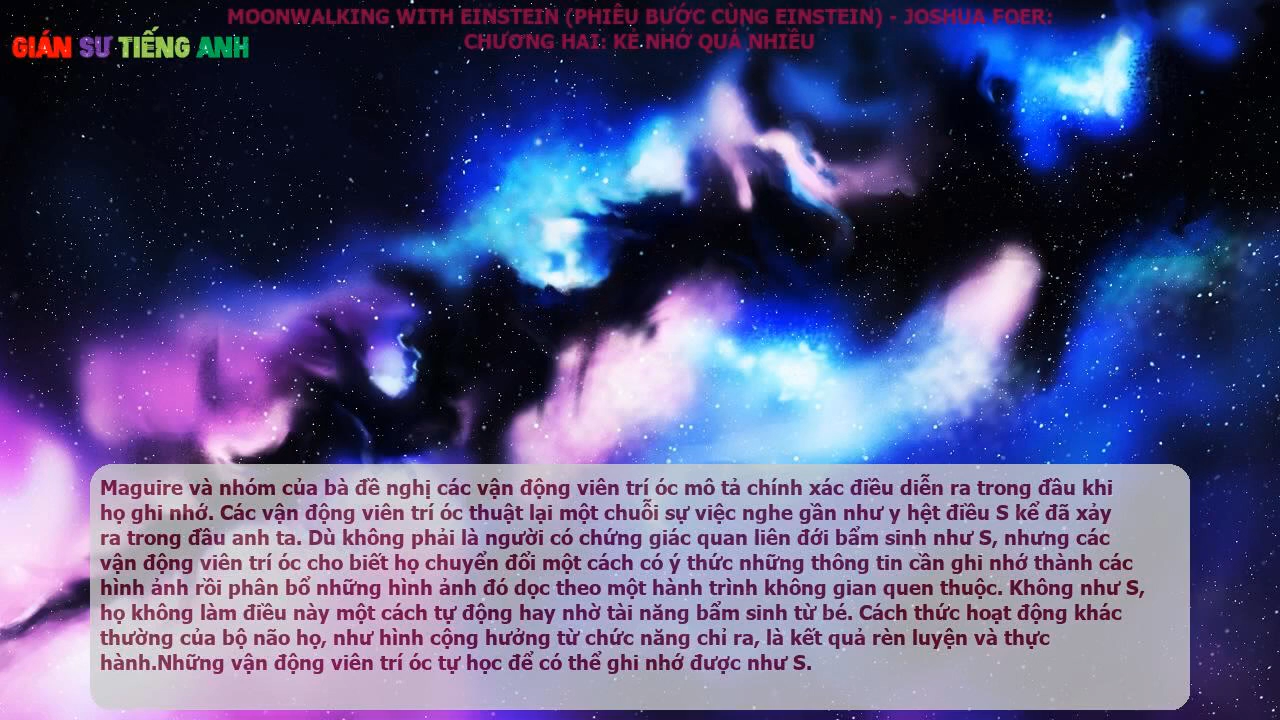 MOONWALKING WITH EINSTEIN (PHIÊU BƯỚC CÙNG EINSTEIN) - JOSHUA FOER:
CHƯƠNG HAI: KẺ NHỚ QUÁ NHIỀU
GIÁN SƯ TIẾNG ANH
Maguire và nhóm của bà đề nghị các vận động viên trí óc mô tả chính xác điều diễn ra trong đầu khi
họ ghi nhớ. Các vận động viên trí óc thuật lại một chuỗi sự việc nghe gần như y hệt điều S kể đã xảy
ra trong đầu anh ta. Dù không phải là người có chứng giác quan liên đới bẩm sinh như S, nhưng các
vận động viên trí óc cho biết họ chuyển đổi một cách có ý thức những thông tin cần ghi nhớ thành các
hình ảnh rồi phân bổ những hình ảnh đó dọc theo một hành trình không gian quen thuộc. Không như S,
họ không làm điều này một cách tự động hay nhờ tài năng bẩm sinh từ bé. Cách thức hoạt động khác
thường của bộ não họ, như hình cộng hưởng từ chức năng chỉ ra, là kết quả rèn luyện và thực
hành.Những vận động viên trí óc tự học để có thể ghi nhớ được như S.